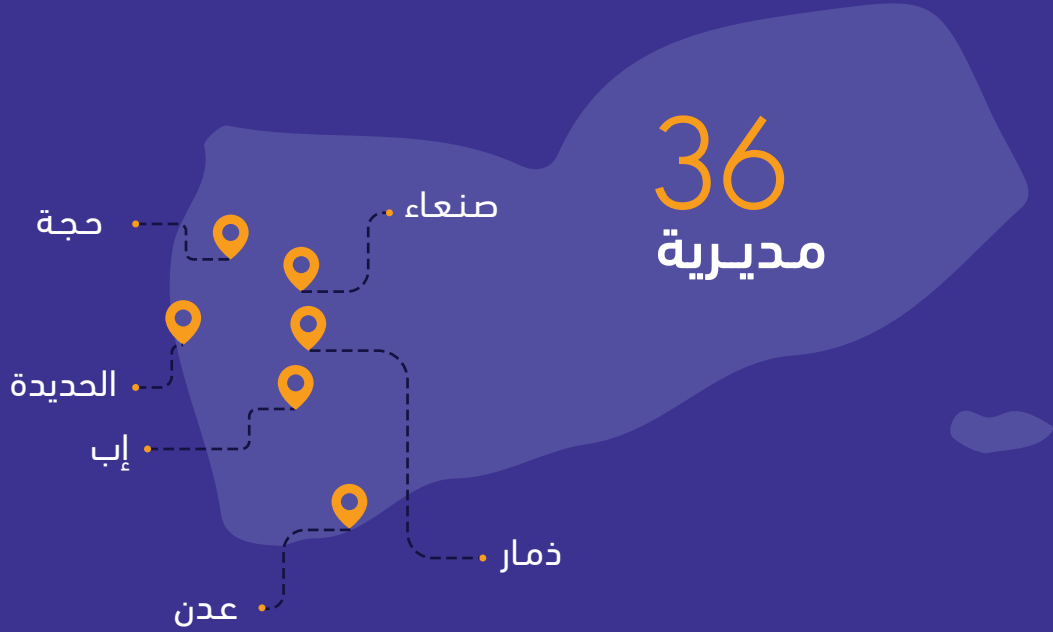 36
مديرية
صنعاء
حجة
الحديدة
إب
ذمار
عدن